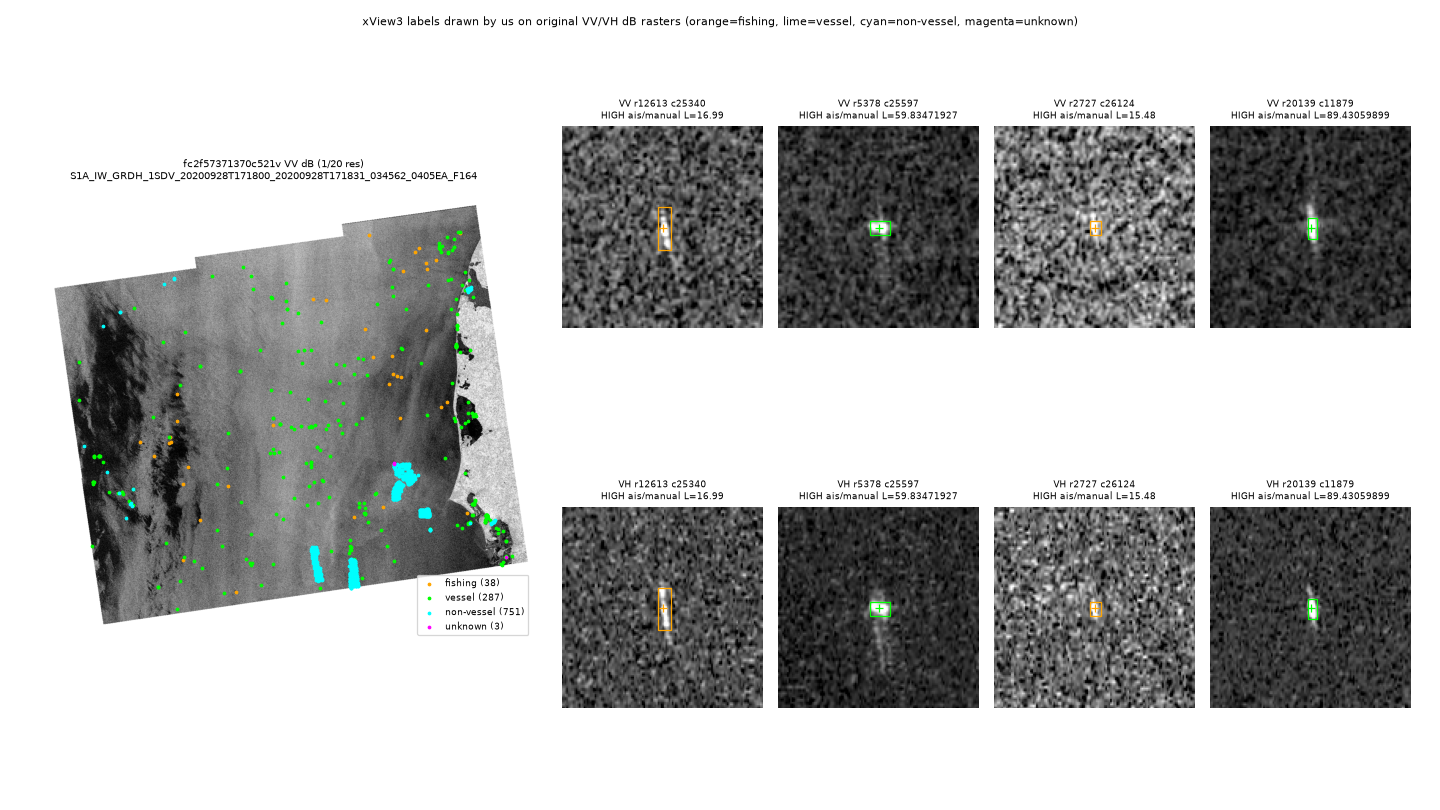 xView3 labels drawn by us on original VV/VH dB rasters (orange=fishing, lime=vessel, cyan=non-vessel, magenta=unknown)
fc2f57371370c521v VV dB (1/20 res)
S1A_IW_GRDH_1SDV_20200928T171800_20200928T171831_034562_0405EA_F164
fishing (38)
vessel (287)
non-vessel (751)
unknown (3)
VV r12613 c25340
HIGH ais/manual L=16.99
VV r5378 c25597
HIGH ais/manual L=59.83471927
VV r2727 c26124
HIGH ais/manual L=15.48
VV r20139 c11879
HIGH ais/manual L=89.43059899
VH r12613 c25340
HIGH ais/manual L=16.99
VH r5378 c25597
HIGH ais/manual L=59.83471927
VH r2727 c26124
HIGH ais/manual L=15.48
VH r20139 c11879
HIGH ais/manual L=89.43059899